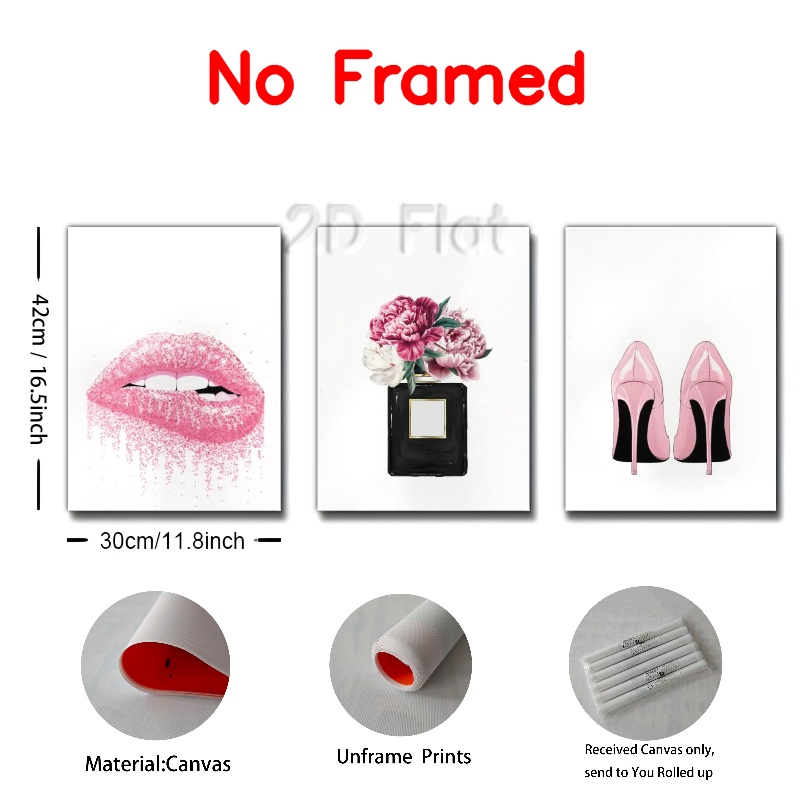 No Framed
2D Flat
42cm / 16.5inch
30cm/11.8inch
Material:Canvas
Unframe Prints
Received Canvas only,
send to You Rolled up